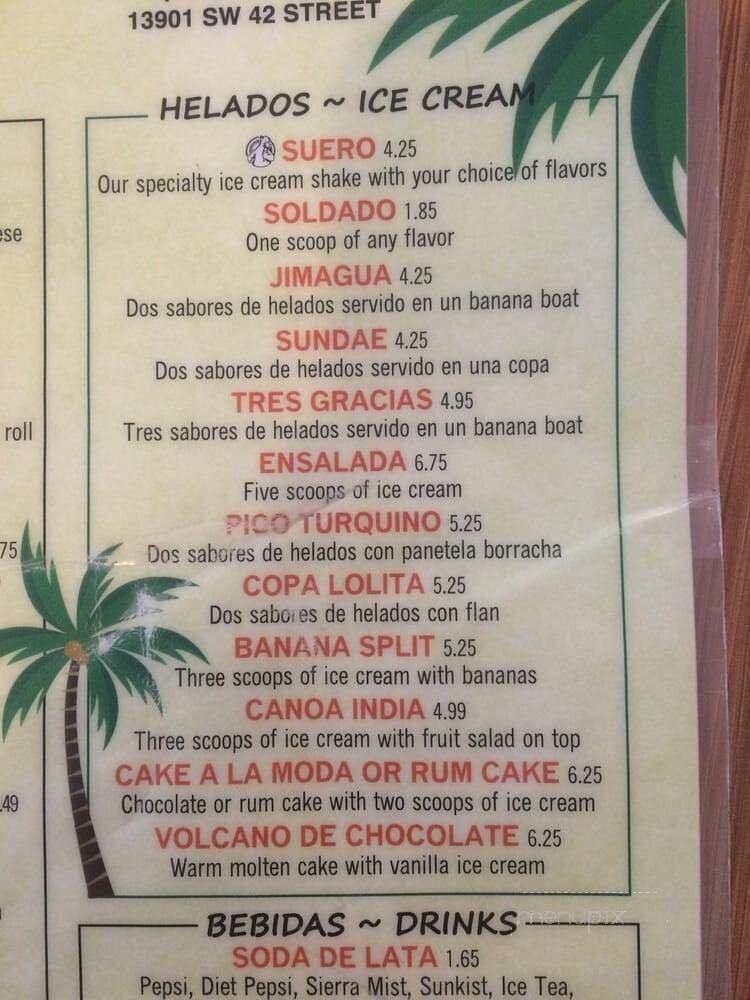 13901 SW 42 STREET
HELADOS ~ ICE CREAM
SUERO 4.25
Our specialty ice cream shake with your choice of flavors
SOLDADO 1.85
One scoop of any flavor
JIMAGUA 4.25
Dos sabores de helados servido en un banana boat
SUNDAE 4.25
Dos sabores de helados servido en una copa
TRES GRACIAS 4.95
Tres sabores de helados servido en un banana boat
ENSALADA 6.75
Five scoops of ice cream
PICO TURQUINO 5.25
Dos sabores de helados con panetela borracha
COPA LOLITA 5.25
Dos sabores de helados con flan
BANANA SPLIT 5.25
Three scoops of ice cream with bananas
CANOA INDIA 4.99
Three scoops of ice cream with fruit salad on top
CAKE A LA MODA OR RUM CAKE 6.25
Chocolate or rum cake with two scoops of ice cream
VOLCANO DE CHOCOLATE 6.25
Warm molten cake with vanilla ice cream
menupix
BEBIDAS ~ DRINKS
SODA DE LATA 1.65
Pepsi, Diet Pepsi, Sierra Mist, Sunkist, Ice Tea,
roll
75
.49